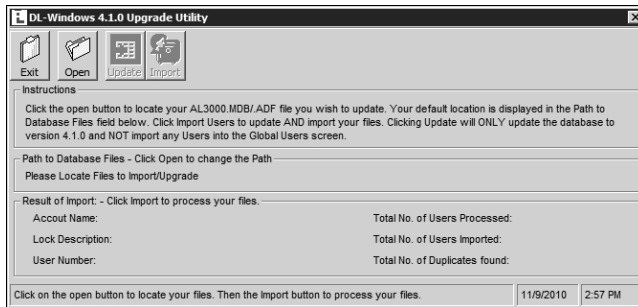 DL-Windows 4.1.0 Upgrade Utility
Exit Open Update Import
Instructions
Click the open button to locate your AL3000.MDB/.ADF file you wish to update. Your default location is displayed in the Path to
Database Files field below. Click Import Users to update AND import your files. Clicking Update will ONLY update the database to
version 4.1.0 and NOT import any Users into the Global Users screen.
Path to Database Files - Click Open to change the Path
Please Locate Files to Import/Upgrade
Result of Import: - Click Import to process your files.
Accout Name: Total No. of Users Processed:
Lock Description: Total No. of Users Imported:
User Number: Total No. of Duplicates found:
Click on the open button to locate your files. Then the Import button to process your files. 11/9/2010 2:57 PM